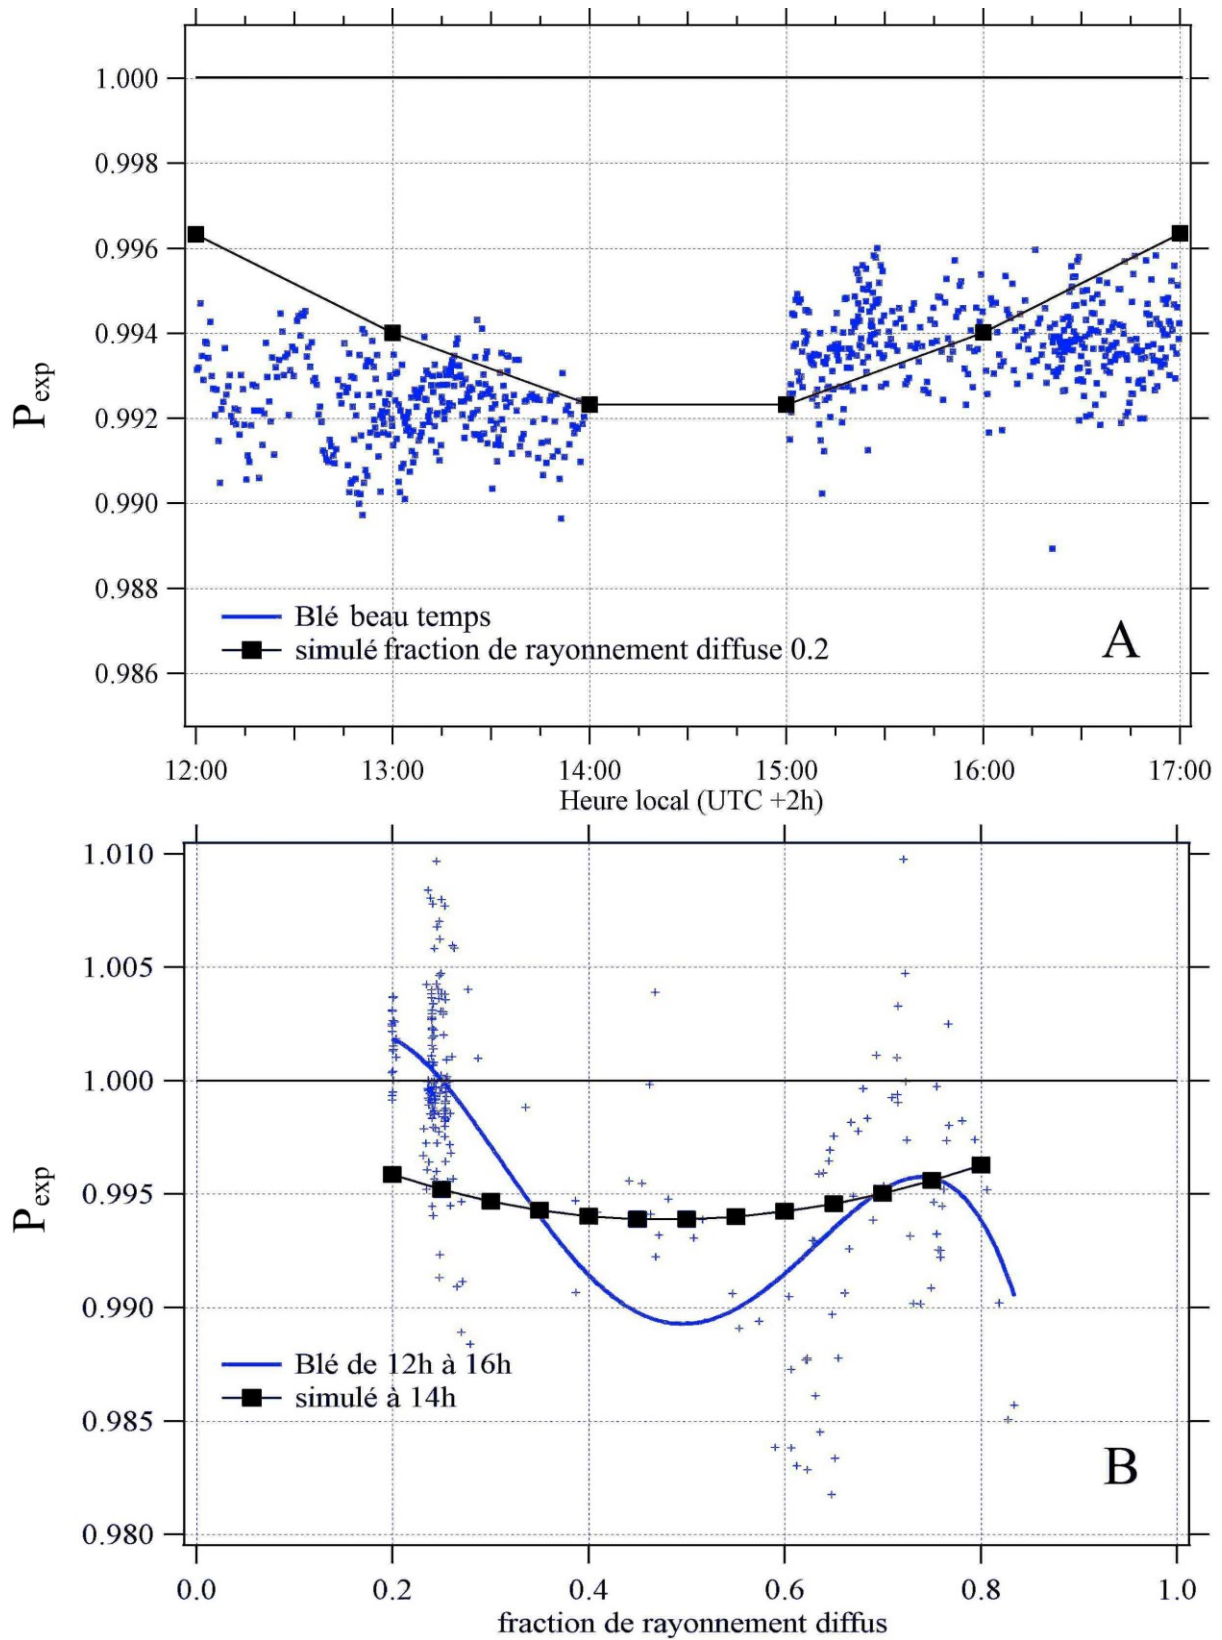 1.000
0.998
0.996
0.994
0.992
0.990
0.988
0.986
Pexp
Blé beau temps
simulé fraction de rayonnement diffuse 0.2
A
12:00 13:00 14:00 15:00 16:00 17:00
Heure local (UTC +2h)
1.010
1.005
1.000
0.995
0.990
0.985
0.980
Pexp
Blé de 12h à 16h
simulé à 14h
B
0.0 0.2 0.4 0.6 0.8 1.0
fraction de rayonnement diffus